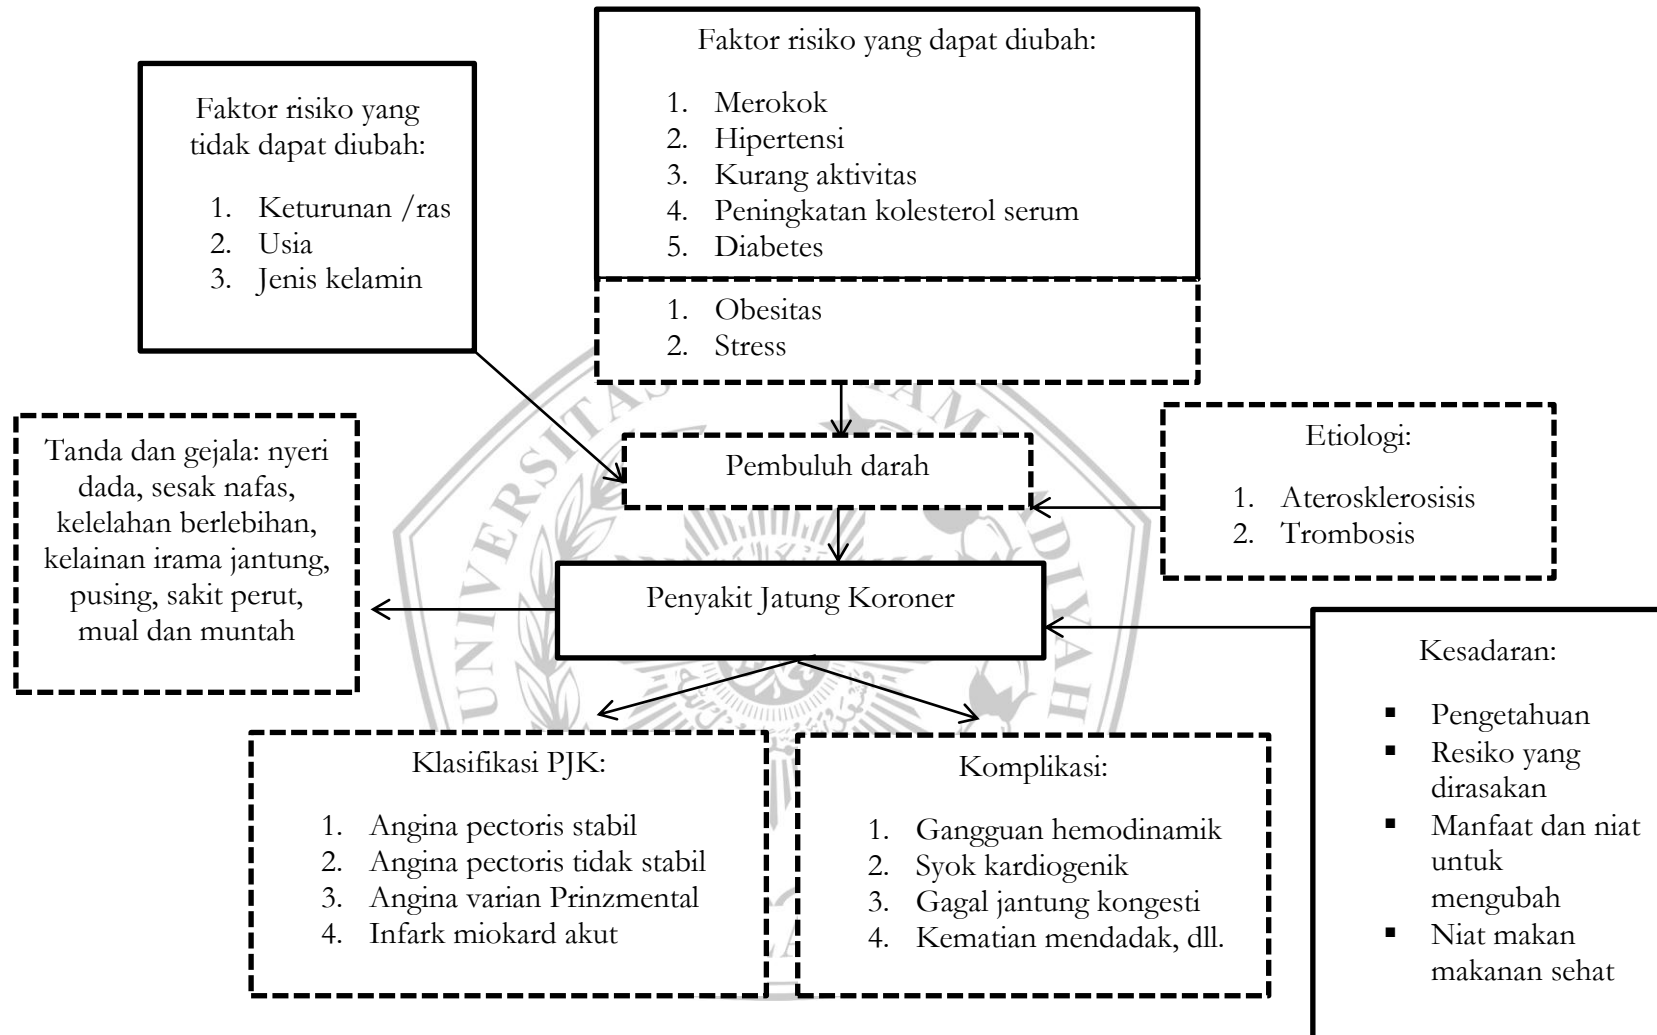 Faktor risiko yang dapat diubah:
1. Merokok
2. Hipertensi
3. Kurang aktivitas
4. Peningkatan kolesterol serum
5. Diabetes
1. Obesitas
2. Stress
Faktor risiko yang
tidak dapat diubah:
1. Keturunan /ras
2. Usia
3. Jenis kelamin
Pembuluh darah
Etiologi:
1. Aterosklerosisis
2. Trombosis
Tanda dan gejala: nyeri
dada, sesak nafas,
kelelahan berlebihan,
kelainan irama jantung,
pusing, sakit perut,
mual dan muntah
Penyakit Jatung Koroner
Kesadaran:
▪ Pengetahuan
▪ Resiko yang
dirasakan
▪ Manfaat dan niat
untuk
mengubah
▪ Niat makan
makanan sehat
Klasifikasi PJK:
1. Angina pectoris stabil
2. Angina pectoris tidak stabil
3. Angina varian Prinzmental
4. Infark miokard akut
Komplikasi:
1. Gangguan hemodinamik
2. Syok kardiogenik
3. Gagal jantung kongesti
4. Kematian mendadak, dll.